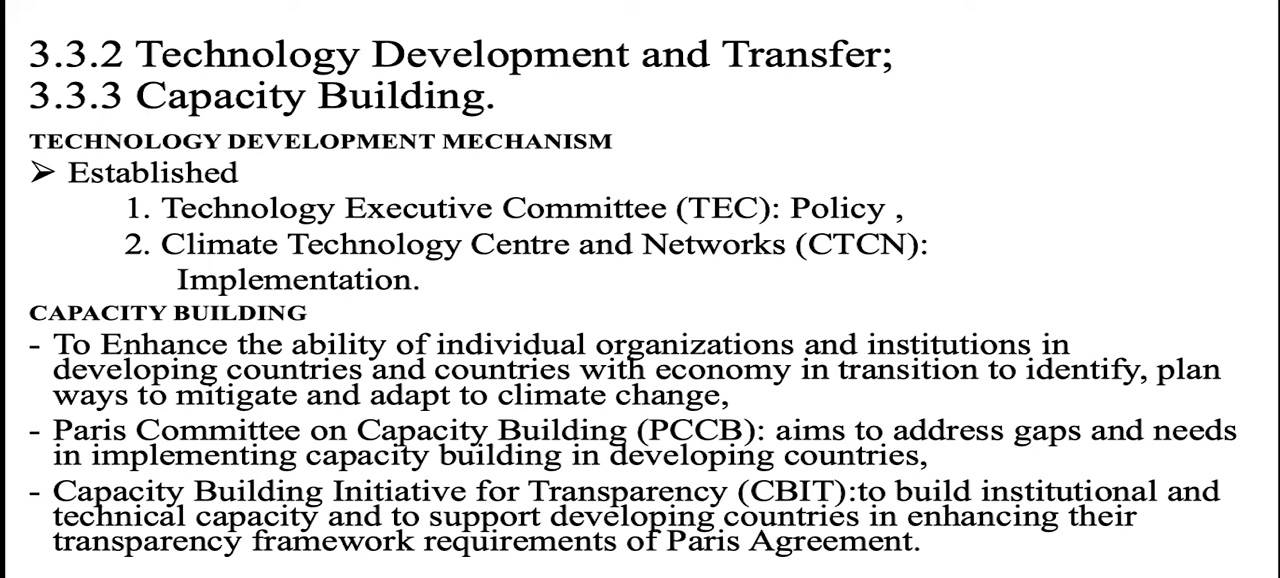 3.3.2 Technology Development and Transfer;
3.3.3 Capacity Building.
TECHNOLOGY DEVELOPMENT MECHANISM
➢ Established
1. Technology Executive Committee (TEC): Policy ,
2. Climate Technology Centre and Networks (CTCN):
Implementation.
CAPACITY BUILDING
- To Enhance the ability of individual organizations and institutions in
developing countries and countries with economy in transition to identify, plan
ways to mitigate and adapt to climate change,
- Paris Committee on Capacity Building (PCCB): aims to address gaps and needs
in implementing capacity building in developing countries,
- Capacity Building Initiative for Transparency (CBIT):to build institutional and
technical capacity and to support developing countries in enhancing their
transparency framework requirements of Paris Agreement.